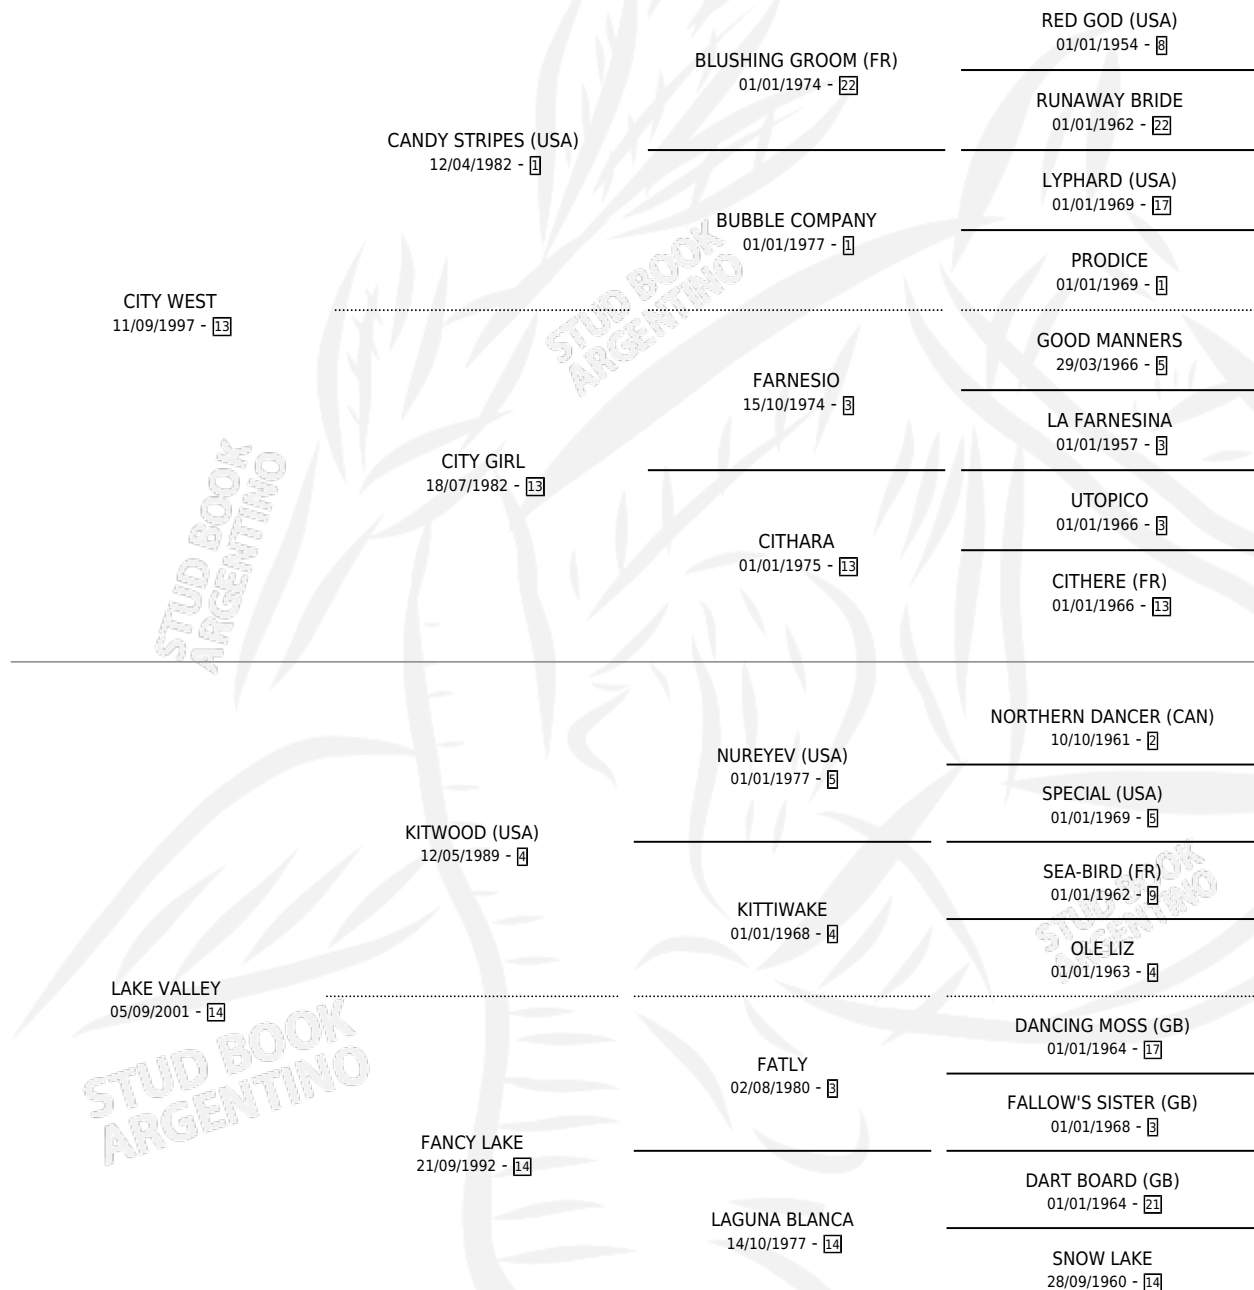 RED GOD (USA)
01/01/1954 - 8
BLUSHING GROOM (FR)
01/01/1974 - 22
RUNAWAY BRIDE
01/01/1962 - 22
CANDY STRIPES (USA)
12/04/1982 - 1
LYPHARD (USA)
01/01/1969 - 17
BUBBLE COMPANY
01/01/1977 - 1
PRODICE
01/01/1969 - 1
CITY WEST
11/09/1997 - 13
STUD BOOK
ARGENTINO
GOOD MANNERS
29/03/1966 - 5
FARNESIO
15/10/1974 - 3
LA FARNESINA
01/01/1957 - 3
CITY GIRL
18/07/1982 - 13
UTOPICO
01/01/1966 - 3
CITHARA
01/01/1975 - 13
CITHERE (FR)
01/01/1966 - 13
STUD BOOK
ARGENTINO
NORTHERN DANCER (CAN)
10/10/1961 - 2
NUREYEV (USA)
01/01/1977 - 5
SPECIAL (USA)
01/01/1969 - 5
KITWOOD (USA)
12/05/1989 - 4
SEA-BIRD (FR)
01/01/1962 - 9
KITTIWAKE
01/01/1968 - 4
STUD BOOK
ARGENTINO
OLE LIZ
01/01/1963 - 4
LAKE VALLEY
05/09/2001 - 14
DANCING MOSS (GB)
01/01/1964 - 17
FATLY
02/08/1980 - 3
STUD BOOK
ARGENTINO
FALLOW'S SISTER (GB)
01/01/1968 - 3
FANCY LAKE
21/09/1992 - 14
DART BOARD (GB)
01/01/1964 - 21
LAGUNA BLANCA
14/10/1977 - 14
SNOW LAKE
28/09/1960 - 14